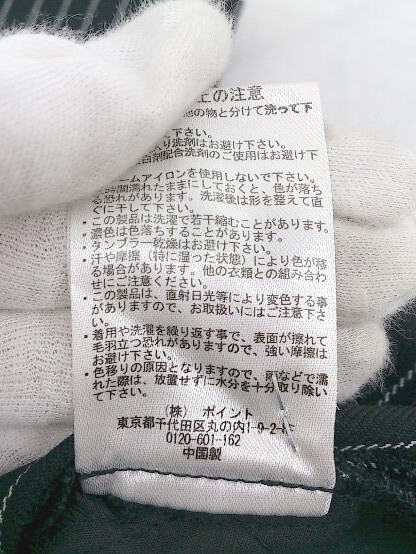 上の注意
他の物と分けて洗って下
下さい。
入り洗剤はお避け下さい。
白剤配合洗剤のご使用はお避け下
ームアイロンを使用しないで下さい。
時間濡れたままにしておくと、色が落ち
る恐れがあります。洗濯後は形を整えて直
ぐに干して下さい。
・この製品は洗濯で若干縮むことがあります。
・濃色は色落ちすることがあります。
・タンブラー乾燥はお避け下さい。
・汗や摩擦(特に湿った状態)により色が移
る場合があります。他の衣類との組み合わ
せにご注意ください。
・この製品は、直射日光等により変色する事
がありますので、お取扱いにはご注意下さ
い。
・着用や洗濯を繰り返す事で、表面が擦れて
毛羽立つ恐れがありますので、強い摩擦は
お避け下さい。
・色移りの原因となりますので、雨などで濡
れた際は、放置せずに水分を十分取り除い
て下さい。
(株) ポイント
東京都千代田区丸の内1-9-2
0120-601-162
中国製